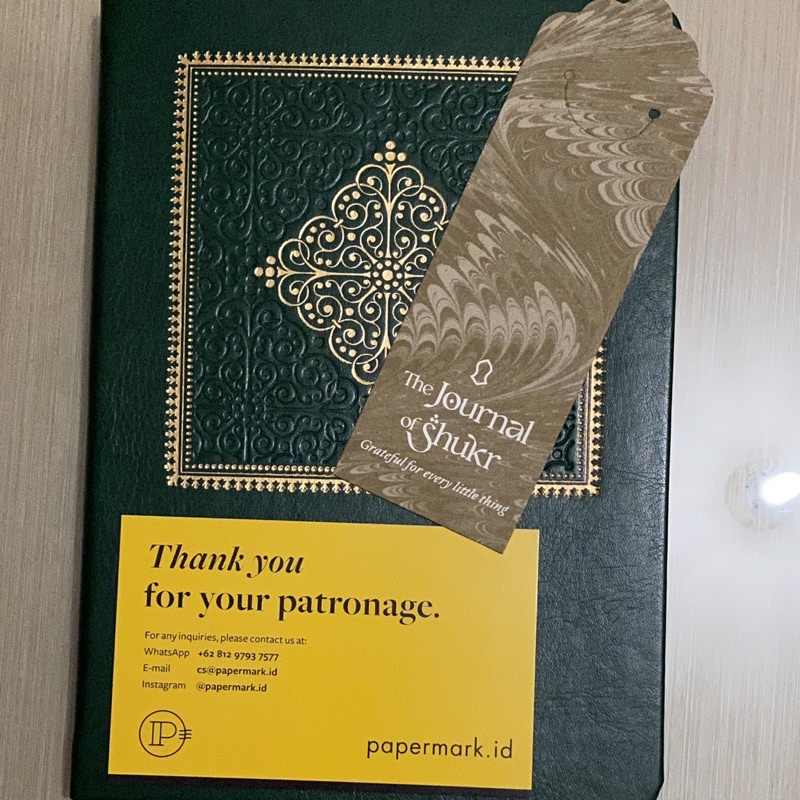 The Journal
of Shukr
Grateful for every little thing
Thank you
for your patronage.
For any inquiries, please contact us at:
WhatsApp +62 812 9793 7577
E-mail cs@papermark.id
Instagram @papermark.id
IP
papermark.id